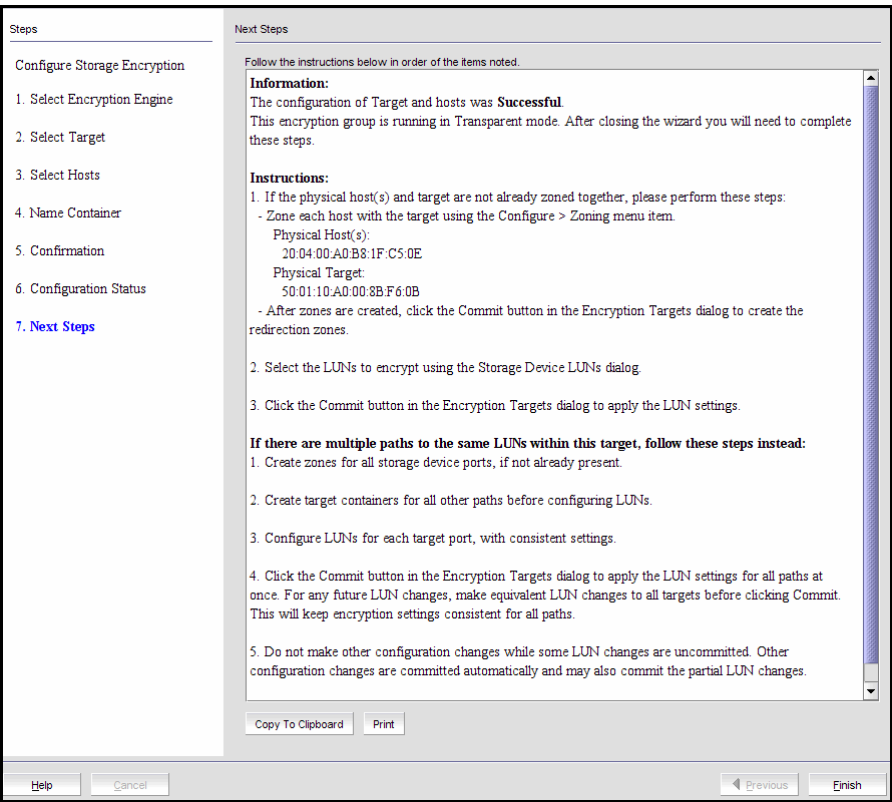 Steps
Configure Storage Encryption
1. Select Encryption Engine
2. Select Target
3. Select Hosts
4. Name Container
5. Confirmation
6. Configuration Status
7. Next Steps
Next Steps
Follow the instructions below in order of the items noted.
Information:
The configuration of Target and hosts was Successful.
This encryption group is running in Transparent mode. After closing the wizard you will need to complete
these steps.
Instructions:
1. If the physical host(s) and target are not already zoned together, please perform these steps:
- Zone each host with the target using the Configure > Zoning menu item.
Physical Host(s):
20:04:00:A0:B8:1F:C5:0E
Physical Target:
50:01:10:A0:00:8B:F6:0B
- After zones are created, click the Commit button in the Encryption Targets dialog to create the
redirection zones.
2. Select the LUNs to encrypt using the Storage Device LUNs dialog.
3. Click the Commit button in the Encryption Targets dialog to apply the LUN settings.
If there are multiple paths to the same LUNs within this target, follow these steps instead:
1. Create zones for all storage device ports, if not already present.
2. Create target containers for all other paths before configuring LUNs.
3. Configure LUNs for each target port, with consistent settings.
4. Click the Commit button in the Encryption Targets dialog to apply the LUN settings for all paths at
once. For any future LUN changes, make equivalent LUN changes to all targets before clicking Commit.
This will keep encryption settings consistent for all paths.
5. Do not make other configuration changes while some LUN changes are uncommitted. Other
configuration changes are committed automatically and may also commit the partial LUN changes.
Copy To Clipboard
Print
Help
Cancel
Previous
Finish